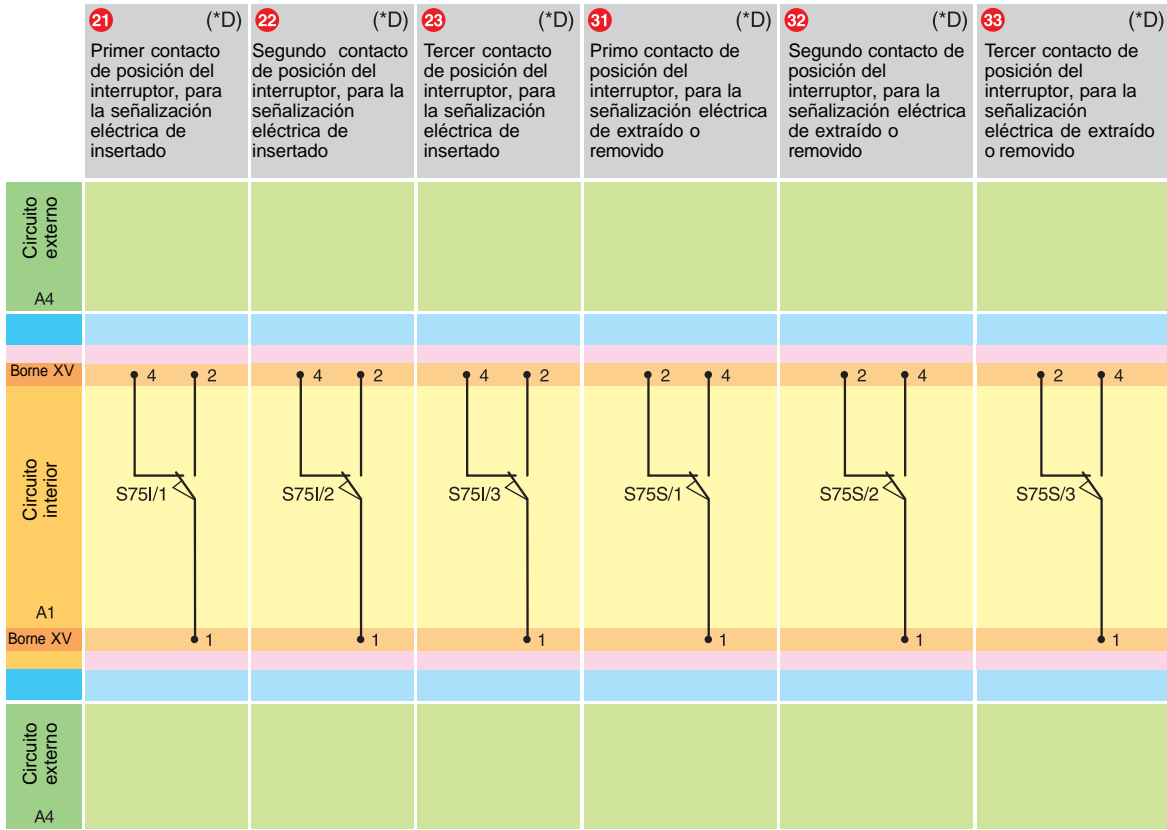 21 (*D)
Primer contacto
de posición del
interruptor, para
la señalización
eléctrica de
insertado
22 (*D)
Segundo contacto
de posición del
interruptor, para la
señalización
eléctrica de
insertado
23 (*D)
Tercer contacto
de posición del
interruptor, para
la señalización
eléctrica de
insertado
31 (*D)
Primo contacto de
posición del
interruptor, para la
señalización eléctrica
de extraído o
removido
32 (*D)
Segundo contacto de
posición del
interruptor, para la
señalización eléctrica
de extraído o
removido
33 (*D)
Tercer contacto de
posición del
interruptor, para la
señalización
eléctrica de extraído
o removido
Circuito
externo
A4
Borne XV
4 2 4 2 4 2 2 4 2 4 2 4
Circuito
interior
S75I/1 S75I/2 S75I/3 S75S/1 S75S/2 S75S/3
A1
Borne XV
1 1 1 1 1 1
Circuito
externo
A4